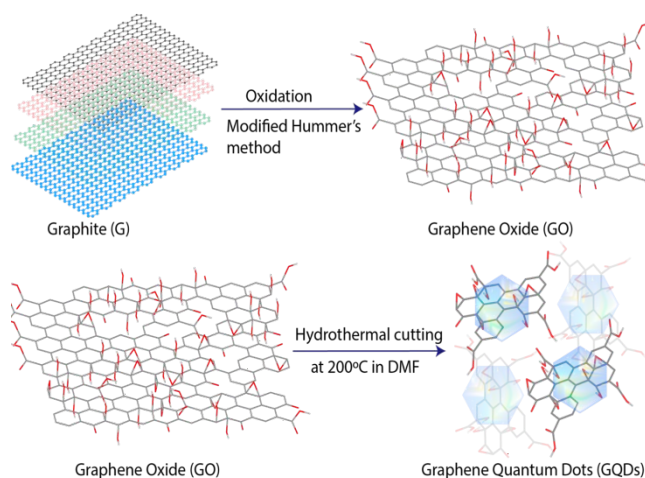 Oxidation
Modified Hummer's
method
Graphite (G)
Graphene Oxide (GO)
Hydrothermal cutting
at 200ºC in DMF
Graphene Oxide (GO)
Graphene Quantum Dots (GQDs)